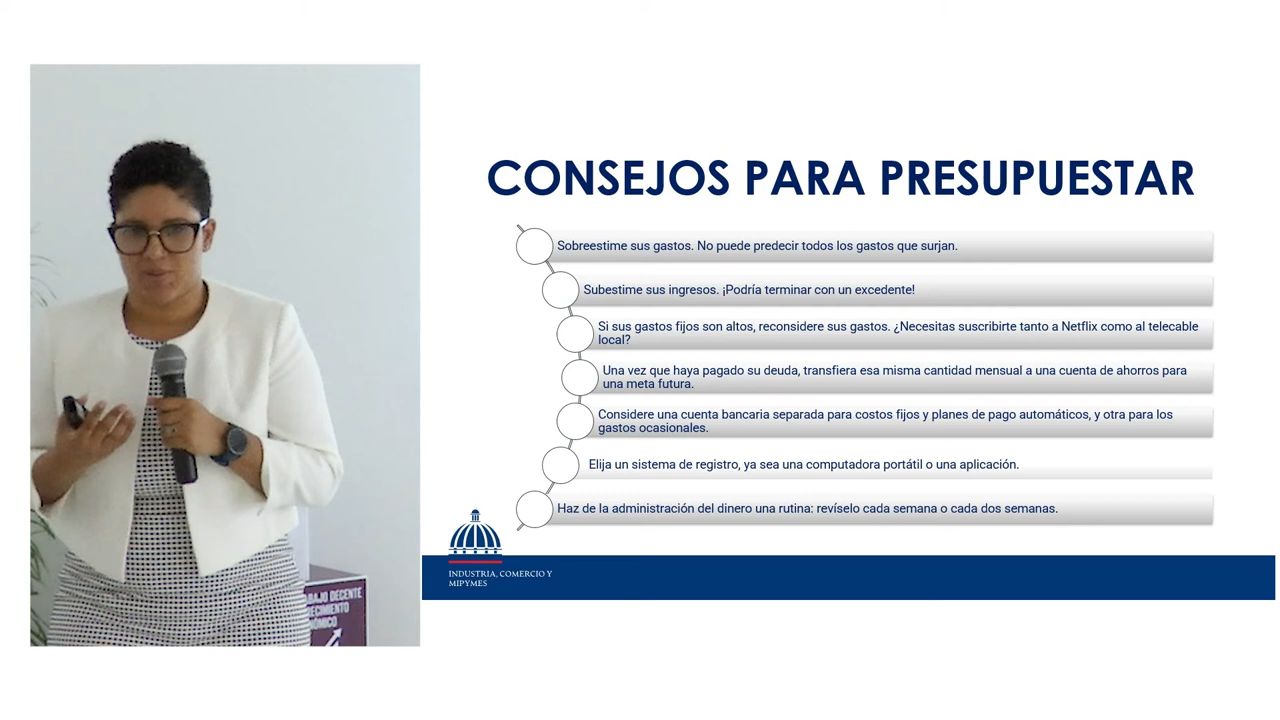 CONSEJOS PARA PRESUPUESTAR
Sobreestime sus gastos. No puede predecir todos los gastos que surjan.
Subestime sus ingresos. ¡Podría terminar con un excedente!
Si sus gastos fijos son altos, reconsidere sus gastos. ¿Necesitas suscribirte tanto a Netflix como al telecable
local?
Una vez que haya pagado su deuda, transfiera esa misma cantidad mensual a una cuenta de ahorros para
una meta futura.
Considere una cuenta bancaria separada para costos fijos y planes de pago automáticos, y otra para los
gastos ocasionales.
Elija un sistema de registro, ya sea una computadora portátil o una aplicación.
Haz de la administración del dinero una rutina: revíselo cada semana o cada dos semanas.
INDUSTRIA, COMERCIO Y
MIPYMES
DECENTE